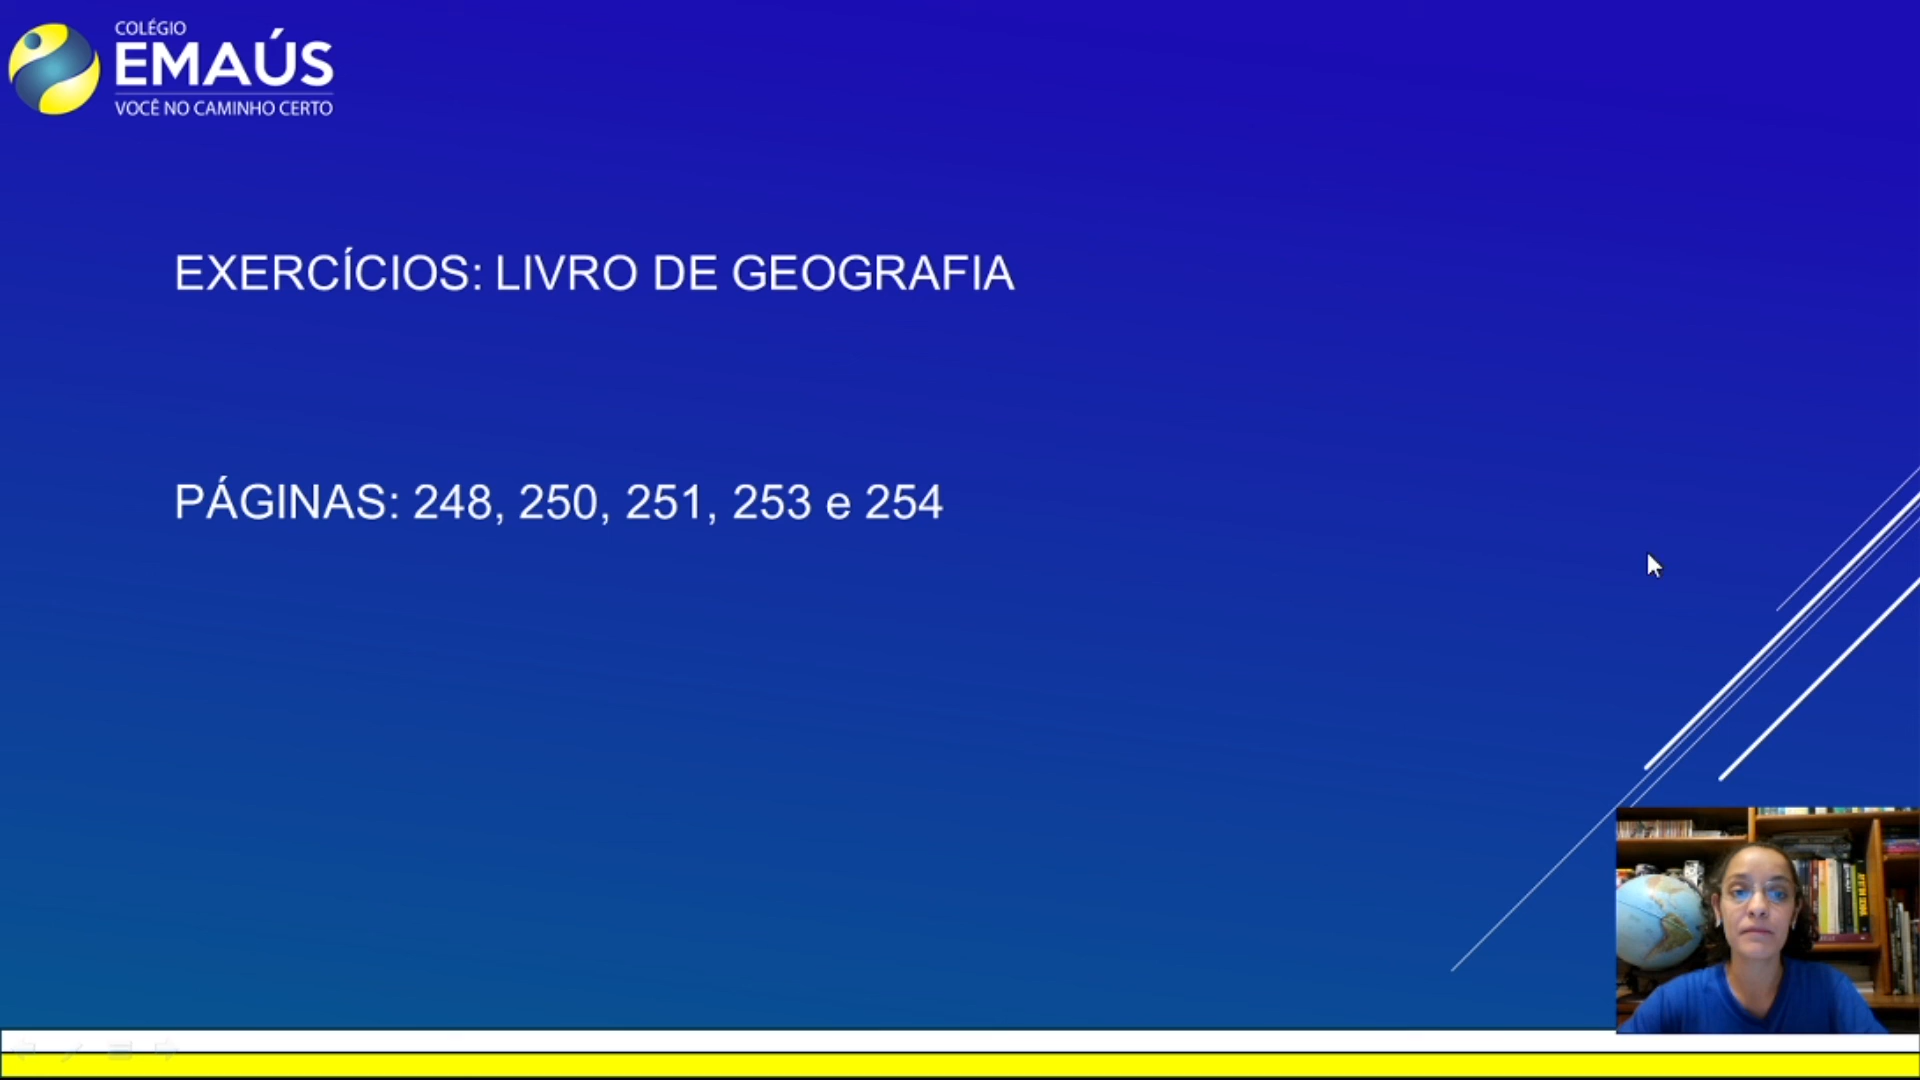 COLÉGIO
EMAÚS
VOCÊ NO CAMINHO CERTO
EXERCÍCIOS: LIVRO DE GEOGRAFIA
PÁGINAS: 248, 250, 251, 253 e 254